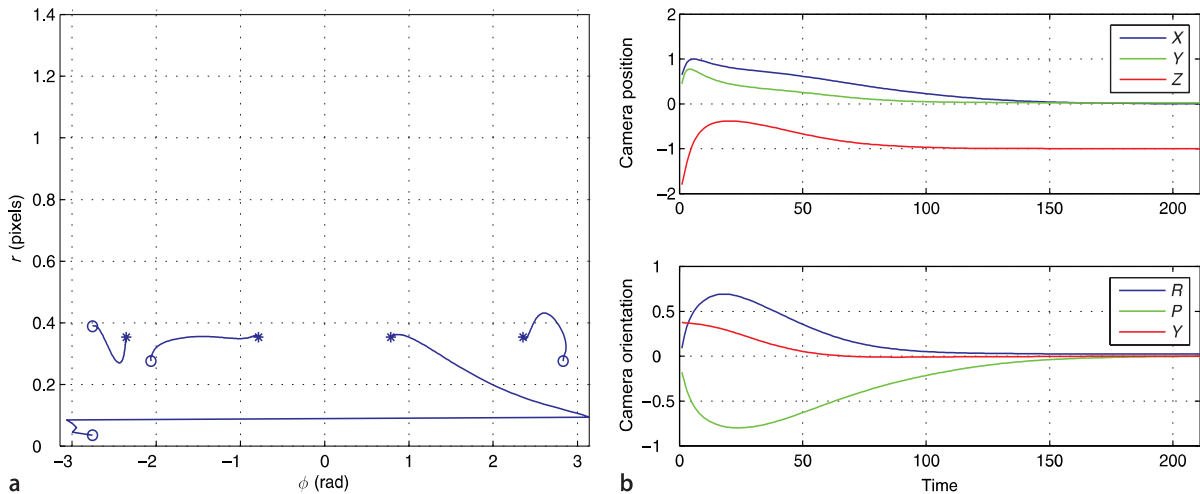 1.4
1.2
1
0.8
0.6
0.4
0.2
0
r (pixels)
-3 -2 -1 0 1 2 3
ϕ (rad)
a
2
1
0
-1
-2
Camera position
X
Y
Z
0 50 100 150 200
1
0.5
0
-0.5
-1
Camera orientation
R
P
Y
0 50 100 150 200
Time
b